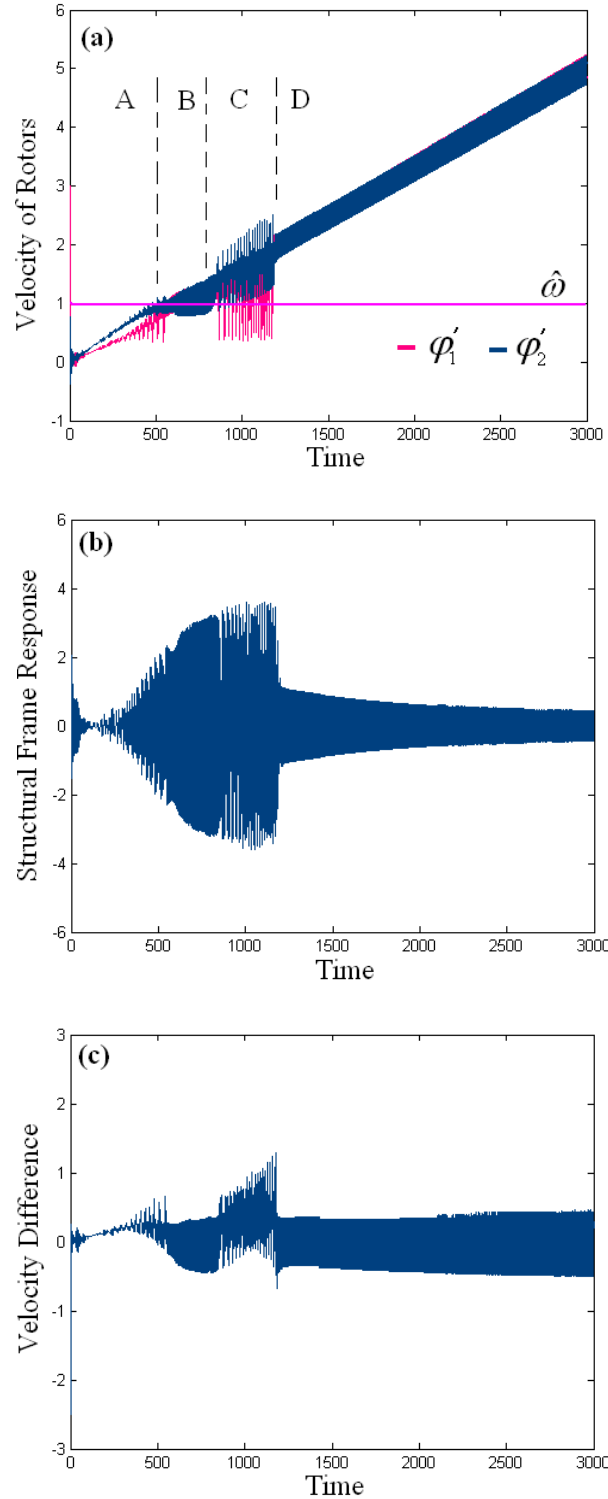 (a)
6
5
4
3
2
1
0
-1
A B C D
ω̂
φ₁′ φ₂′
Velocity of Rotors
0 500 1000 1500 2000 2500 3000
Time
(b)
6
4
2
0
-2
-4
-6
Structural Frame Response
0 500 1000 1500 2000 2500 3000
Time
(c)
3
2
1
0
-1
-2
-3
Velocity Difference
0 500 1000 1500 2000 2500 3000
Time